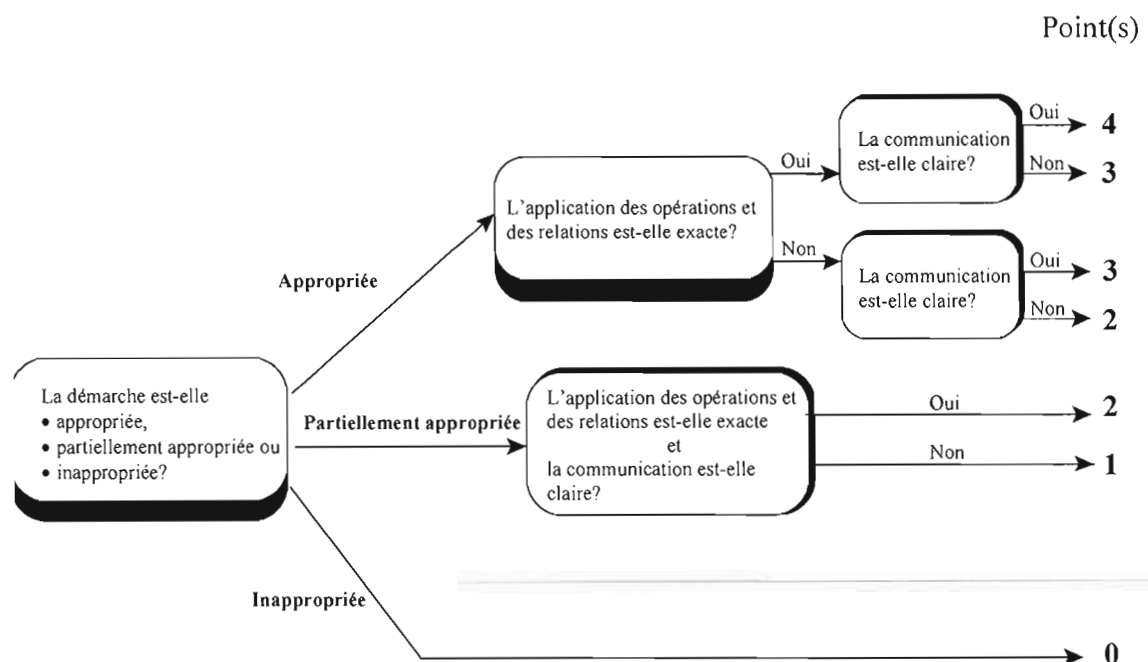 Point(s)
La communication
est-elle claire?
Oui
4
Non
3
L'application des opérations et
des relations est-elle exacte?
Oui
Non
La communication
est-elle claire?
Oui
3
Non
2
Appropriée
La démarche est-elle
• appropriée,
• partiellement appropriée ou
• inappropriée?
Partiellement appropriée
L'application des opérations et
des relations est-elle exacte
et
la communication est-elle
claire?
Oui
2
Non
1
Inappropriée
0